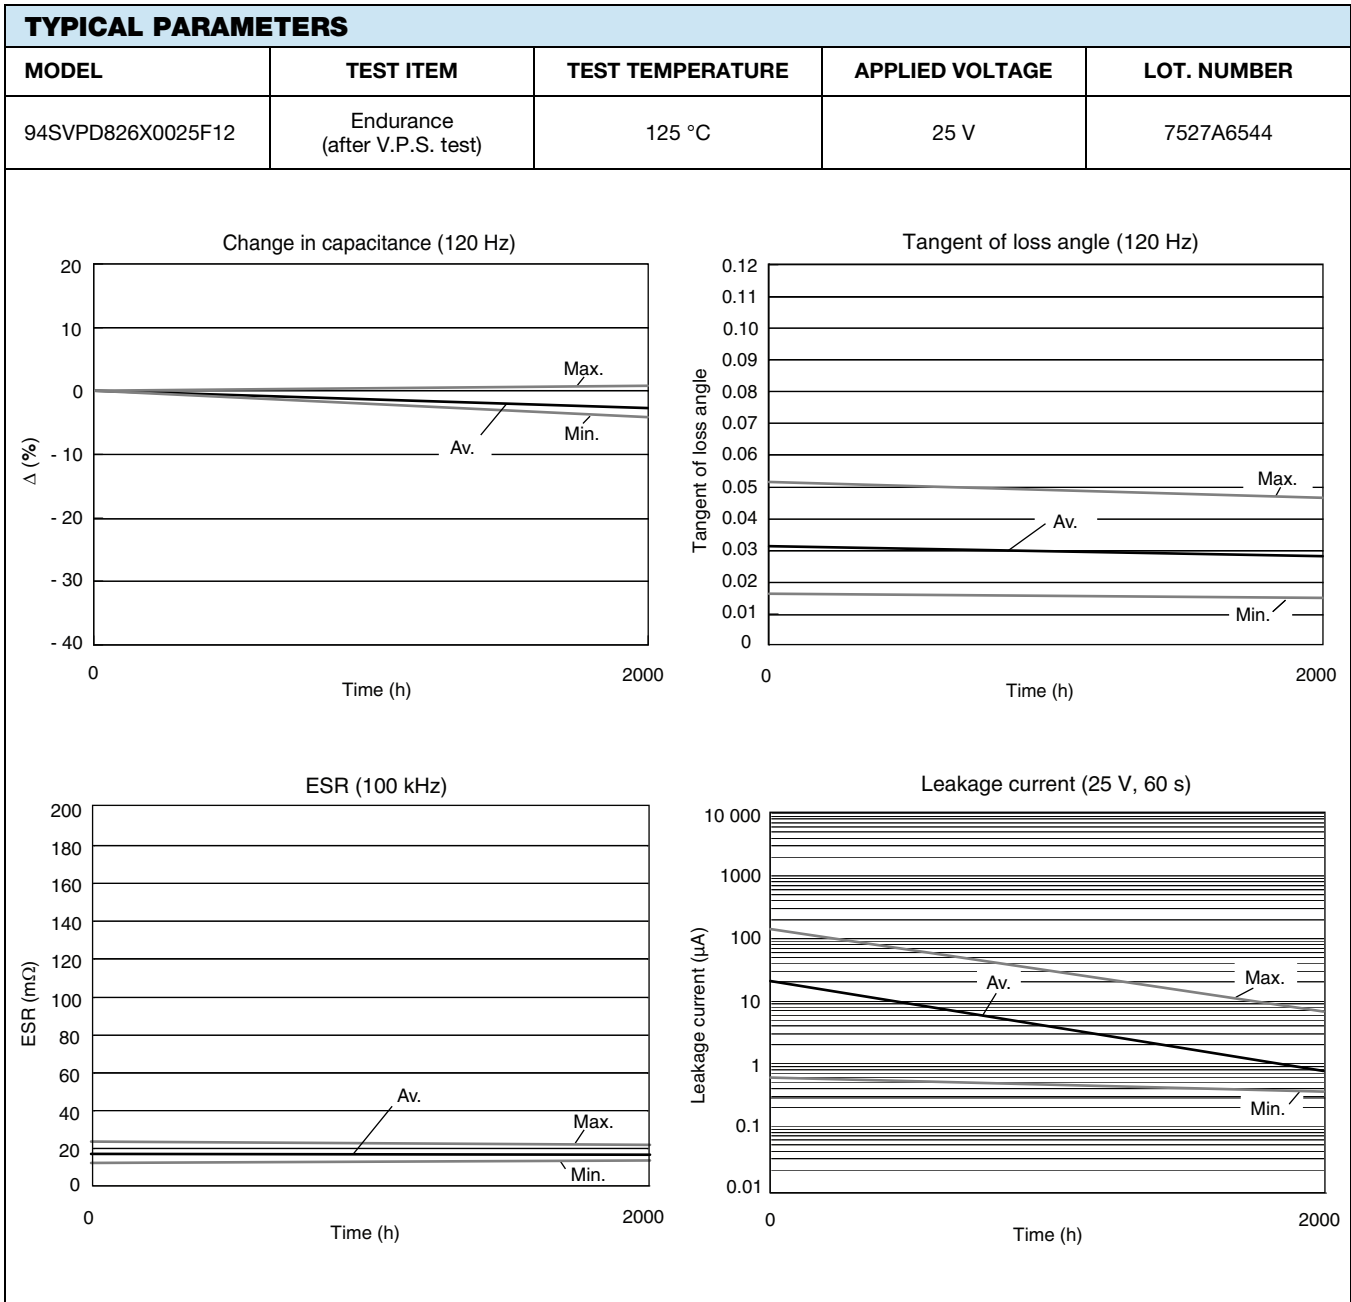 TYPICAL PARAMETERS
MODEL TEST ITEM TEST TEMPERATURE APPLIED VOLTAGE LOT. NUMBER
94SVPD826X0025F12 Endurance (after V.P.S. test) 125 °C 25 V 7527A6544
Change in capacitance (120 Hz)
20
10
0
- 10
- 20
- 30
- 40
Δ (%)
Max.
Av.
Min.
0
2000
Time (h)
Tangent of loss angle (120 Hz)
0.12
0.11
0.10
0.09
0.08
0.07
0.06
0.05
0.04
0.03
0.02
0.01
0
Tangent of loss angle
Max.
Av.
Min.
0
2000
Time (h)
ESR (100 kHz)
200
180
160
140
120
100
80
60
40
20
0
ESR (mΩ)
Av.
Max.
Min.
0
2000
Time (h)
Leakage current (25 V, 60 s)
10 000
1000
100
10
1
0.1
0.01
Leakage current (µA)
Av.
Max.
Min.
0
2000
Time (h)